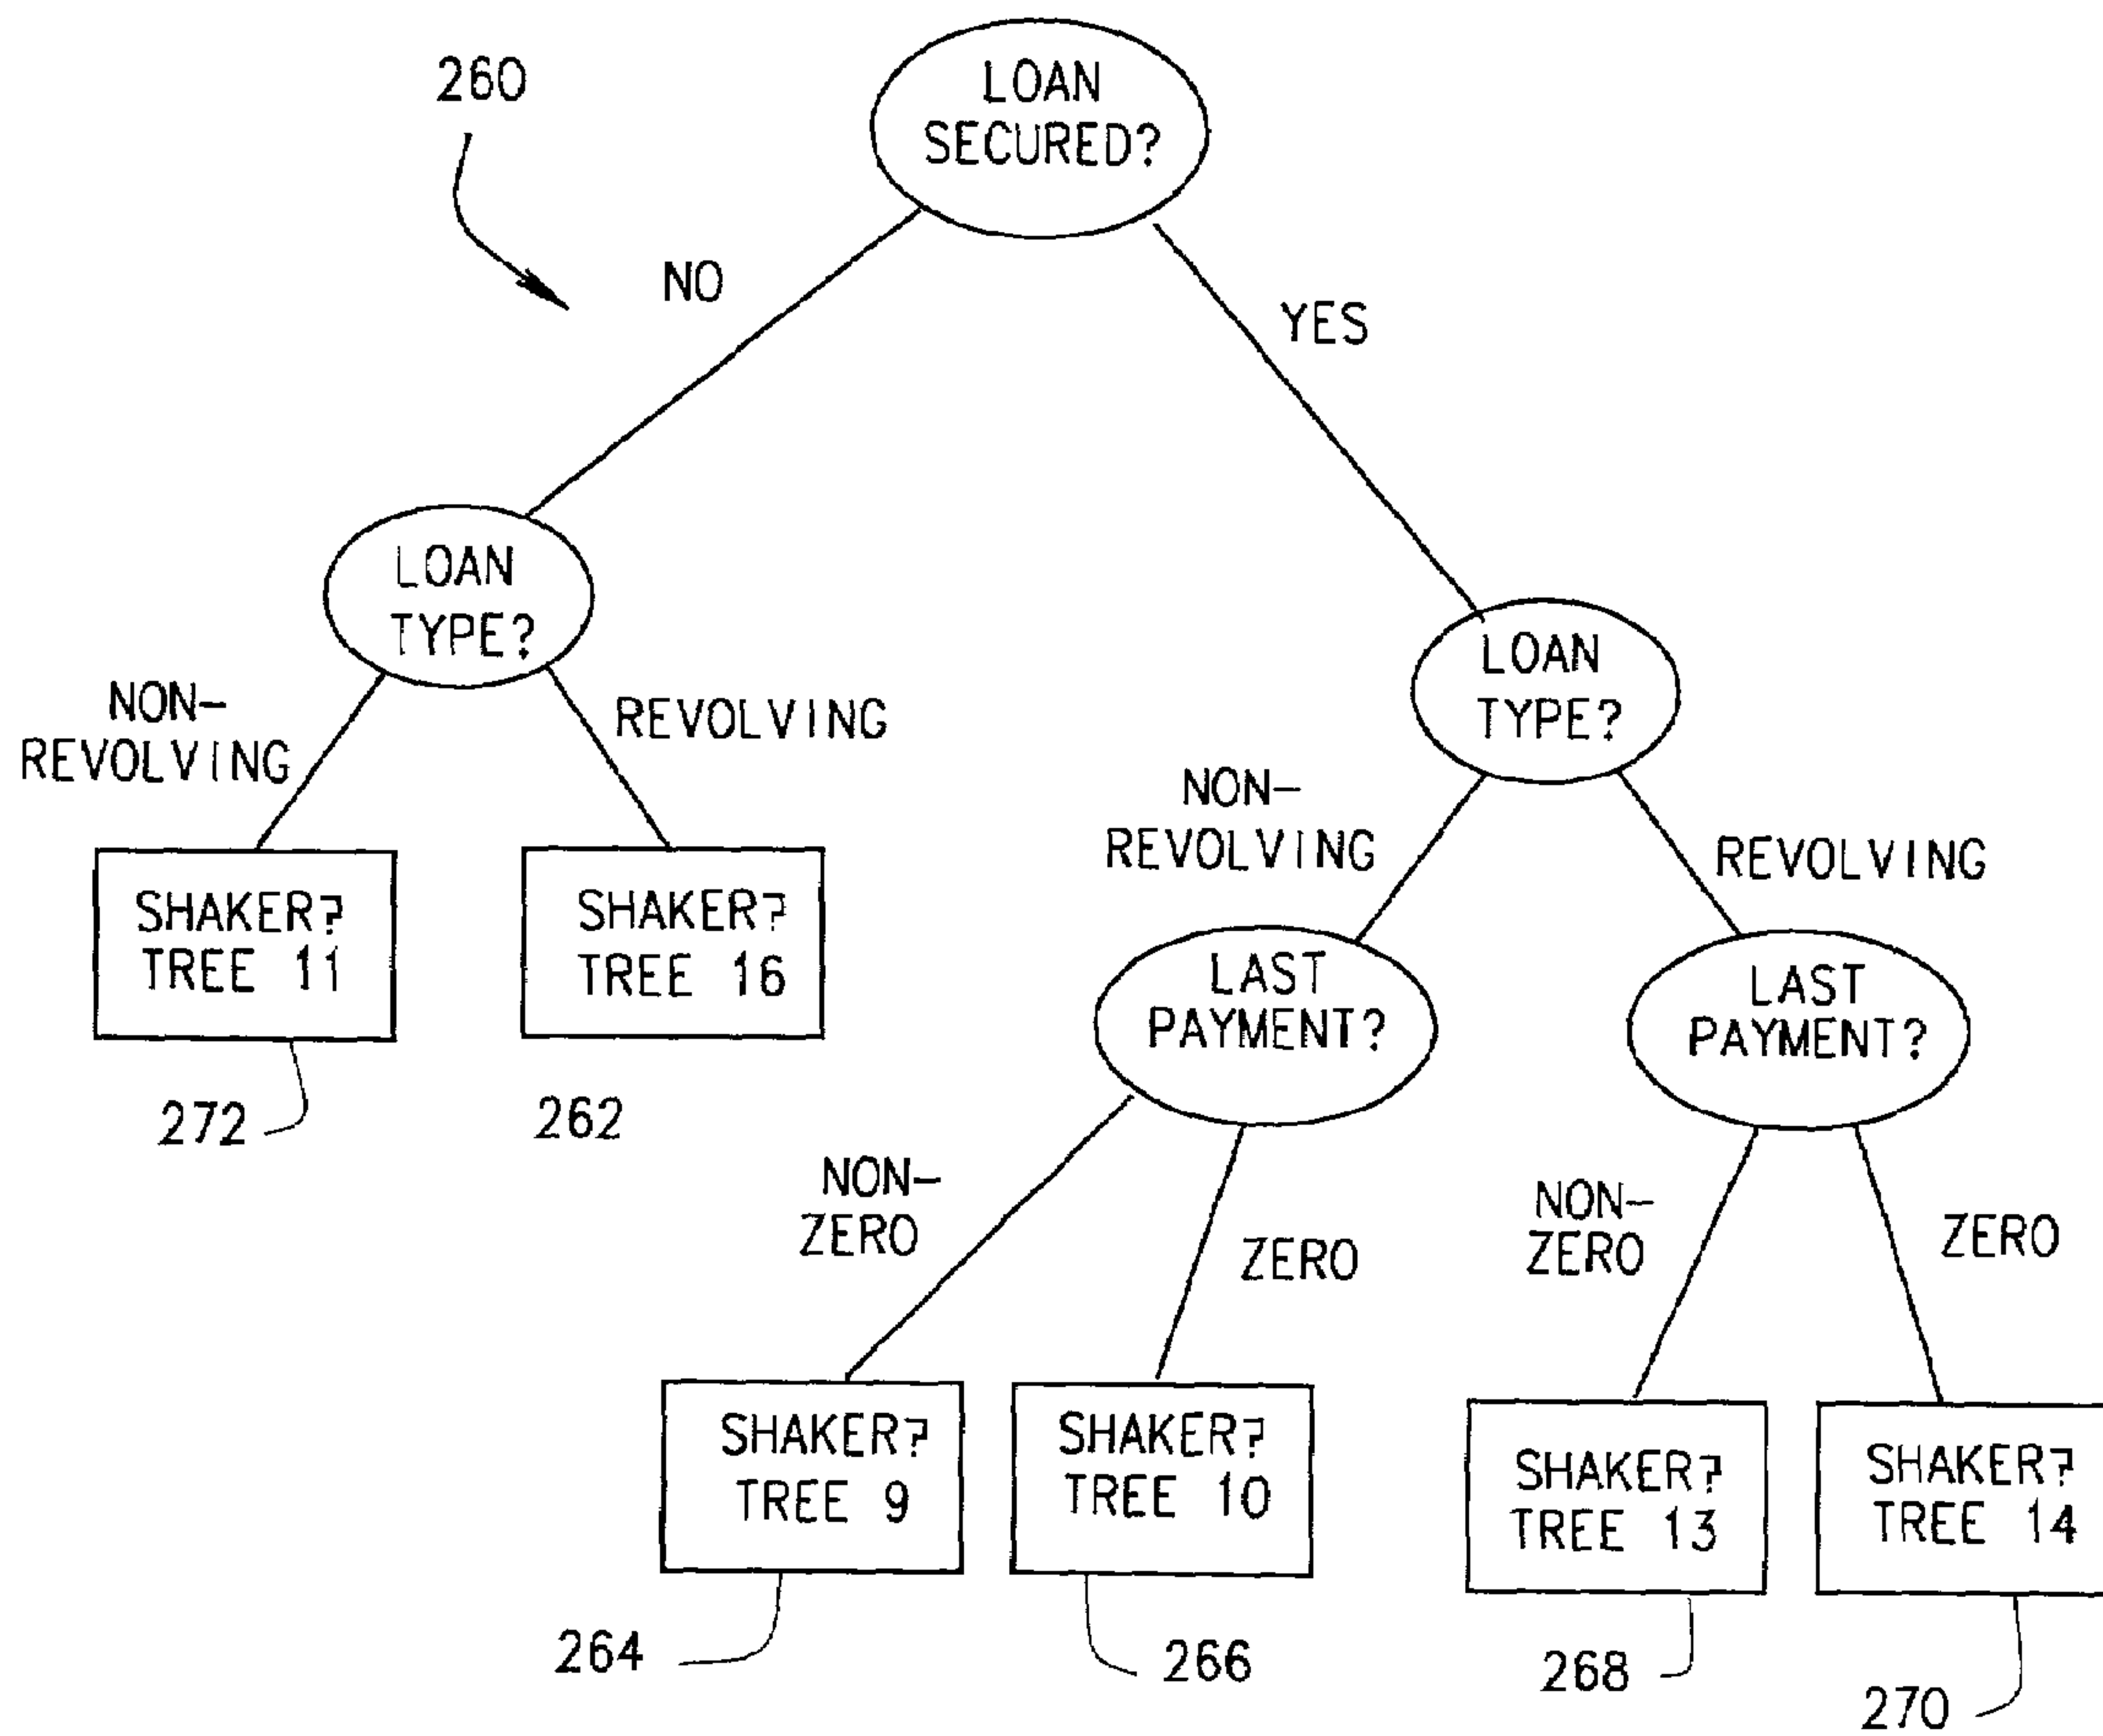 260
LOAN
SECURED?
NO
YES
LOAN
TYPE?
LOAN
TYPE?
NON-
REVOLVING
REVOLVING
NON-
REVOLVING
REVOLVING
SHAKER?
TREE 11
SHAKER?
TREE 16
LAST
PAYMENT?
LAST
PAYMENT?
272
262
NON-
ZERO
ZERO
NON-
ZERO
ZERO
SHAKER?
TREE 9
SHAKER?
TREE 10
SHAKER?
TREE 13
SHAKER?
TREE 14
264
266
268
270